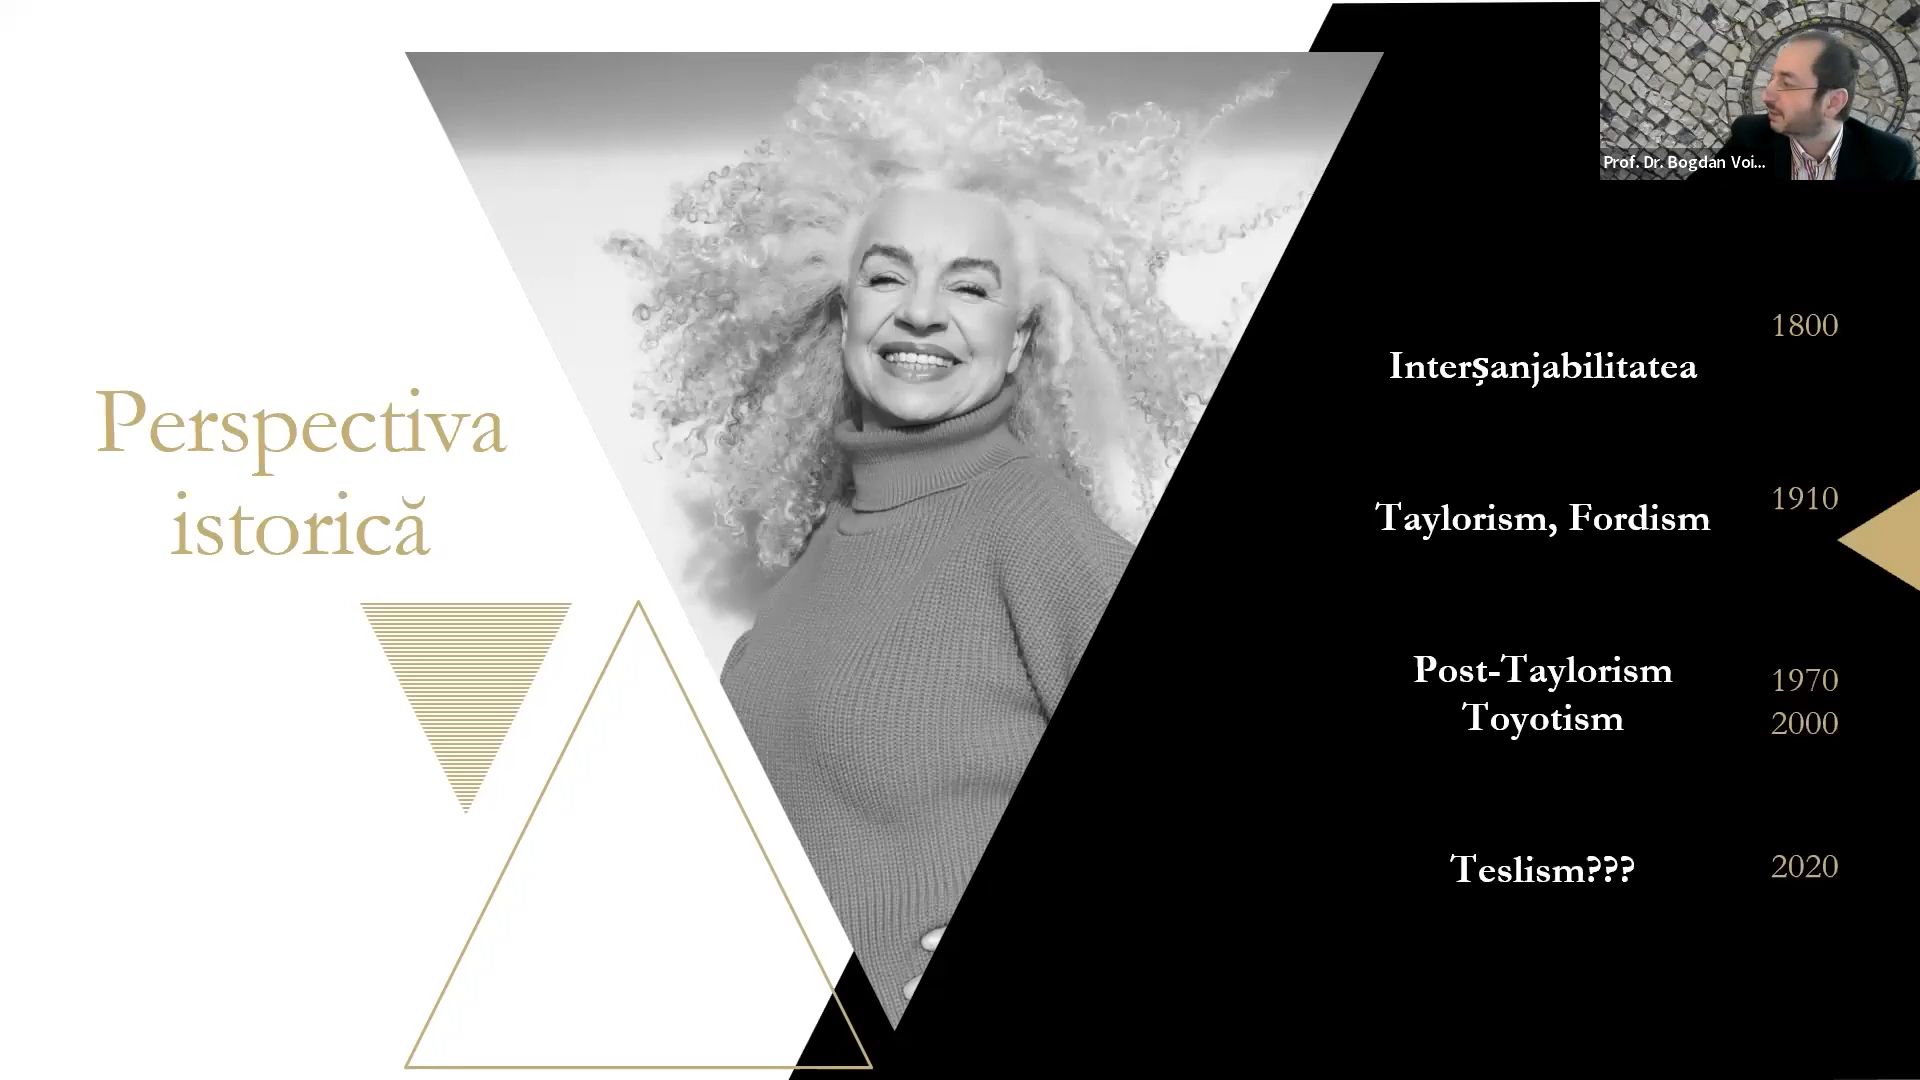 Prof. Dr. Bogdan Voi...
Perspectiva
istorică
1800
Interșanjabilitatea
1910
Taylorism, Fordism
Post-Taylorism
1970
Toyotism
2000
Teslism???
2020